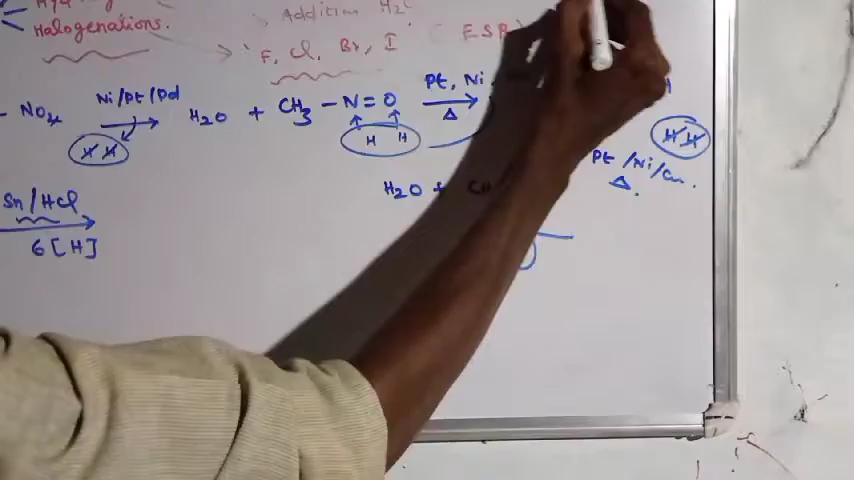 Halogenations.
Addition H₂C
F, Cl, Br, I
- NO₂ Ni/Pt/Pd H₂O + CH₃ - N = O Pt, Ni Δ
H H
H H
H H
Pt /Ni/Cu. Δ.
H₂O + CH
Sn/HCl
6[H]